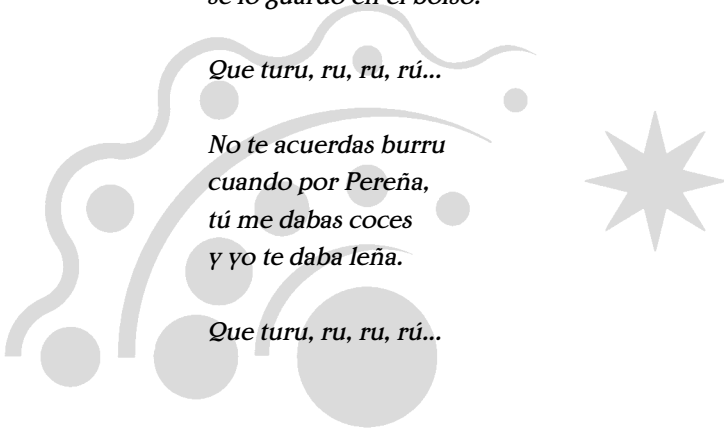 se lo guardó en el bolso.
Que turu, ru, ru, rú...
No te acuerdas burru
cuando por Pereña,
tú me dabas coces
y yo te daba leña.
Que turu, ru, ru, rú...